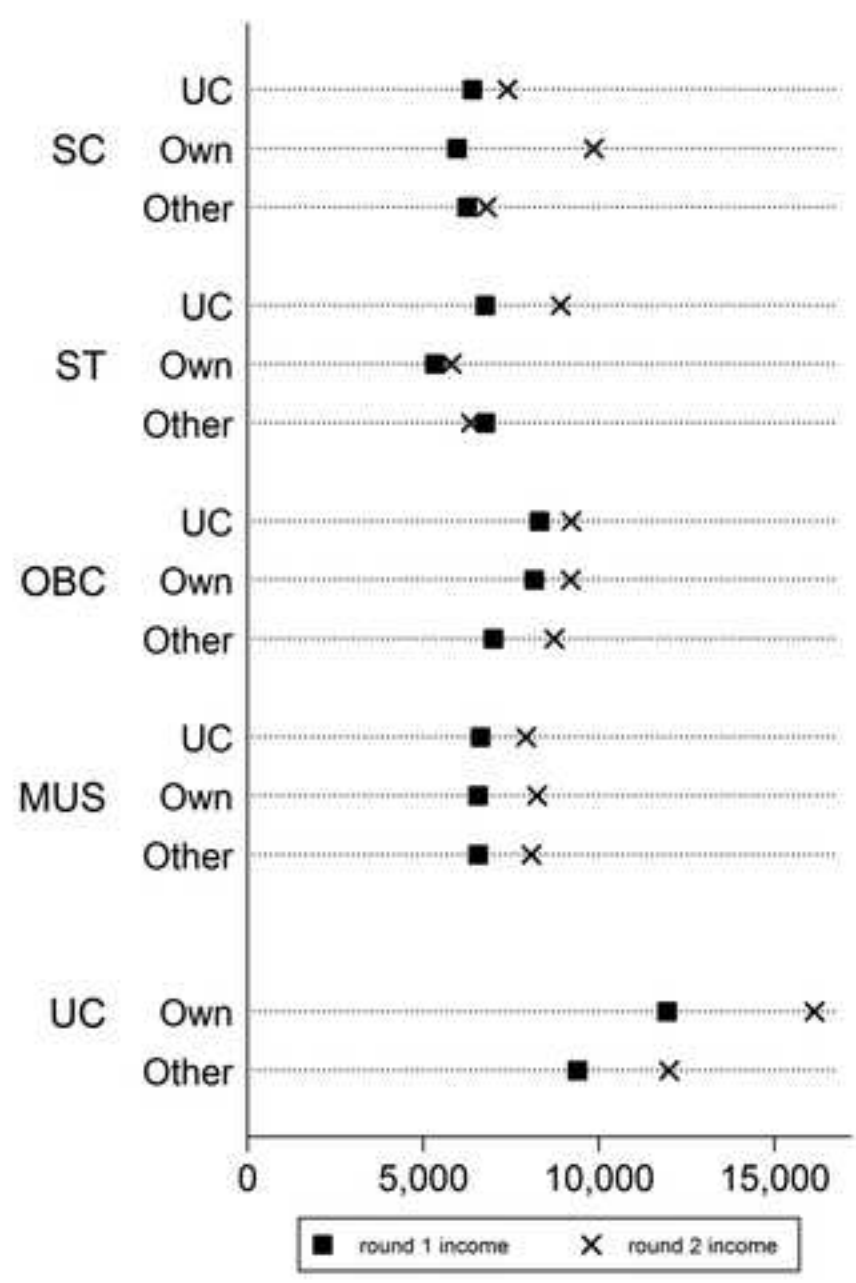 UC
SC Own
Other
UC
ST Own
Other
UC
OBC Own
Other
UC
MUS Own
Other
UC Own
Other
0 5,000 10,000 15,000
round 1 income round 2 income